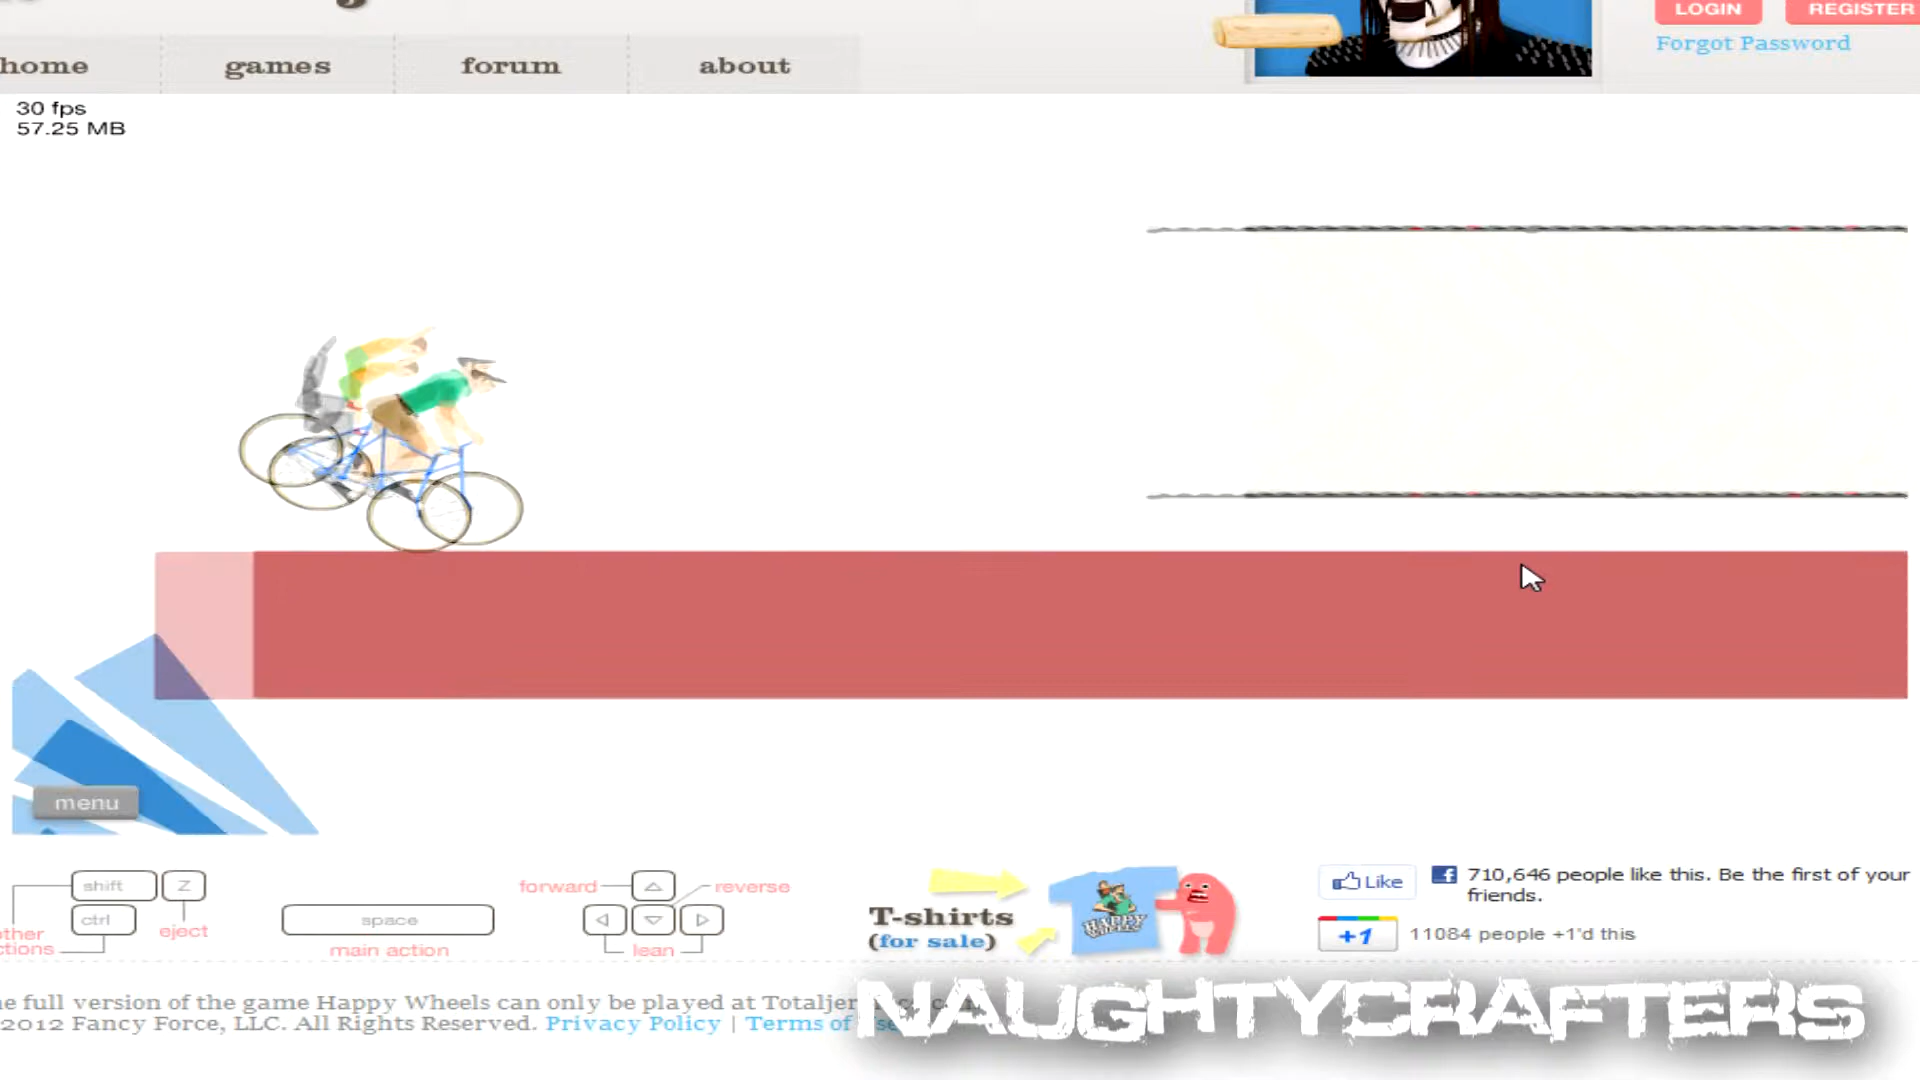 LOGIN REGISTER
Forgot Password
home games forum about
30 fps
57.25 MB
menu
shift Z
ctrl
eject
space
main action
forward reverse
lean
T-shirts
(for sale)
HAPPY WHEELS
Like
710,646 people like this. Be the first of your
friends.
+1 11084 people +1'd this
full version of the game Happy Wheels can only be played at
2012 Fancy Force, LLC. All Rights Reserved. Privacy Policy | Terms of
NAUGHTYCRAFTERS